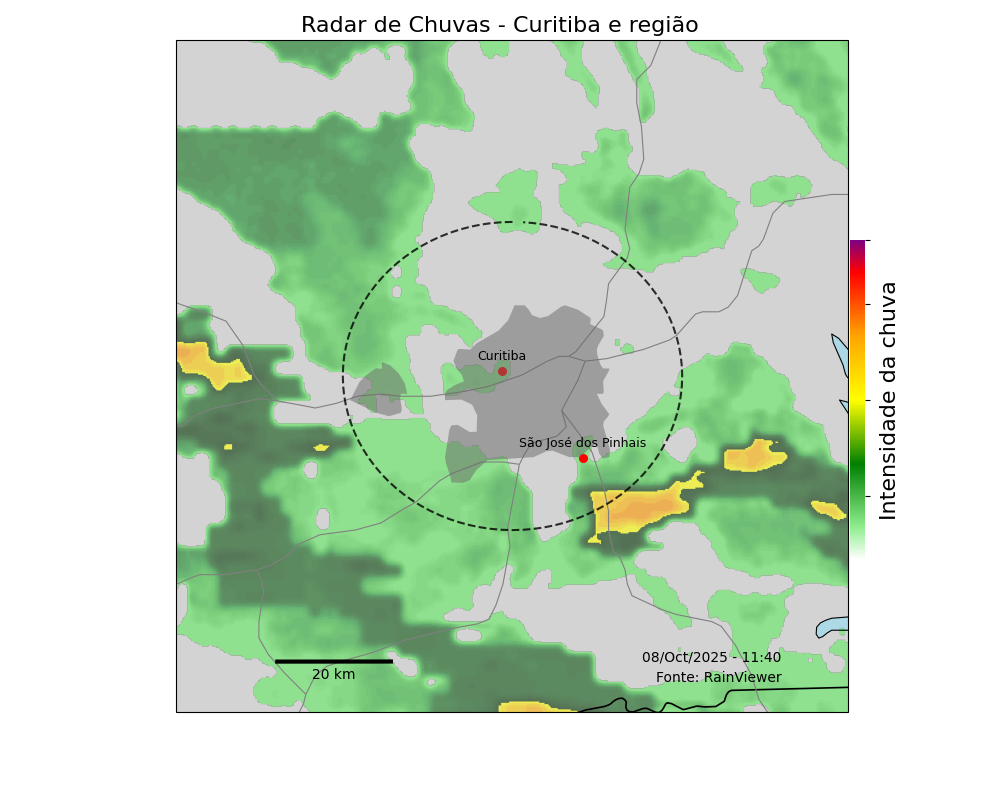 Radar de Chuvas - Curitiba e região
Curitiba
São José dos Pinhais
Intensidade da chuva
20 km
08/Oct/2025 - 11:40
Fonte: RainViewer